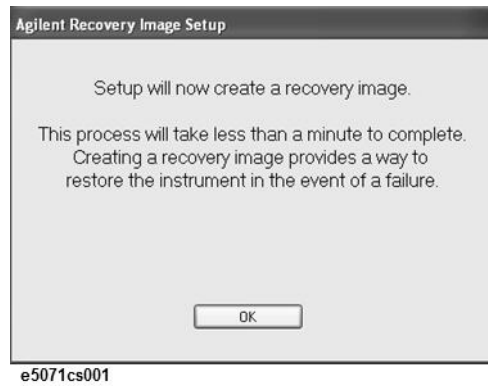 Agilent Recovery Image Setup
Setup will now create a recovery image.
This process will take less than a minute to complete.
Creating a recovery image provides a way to
restore the instrument in the event of a failure.
OK
e5071cs001